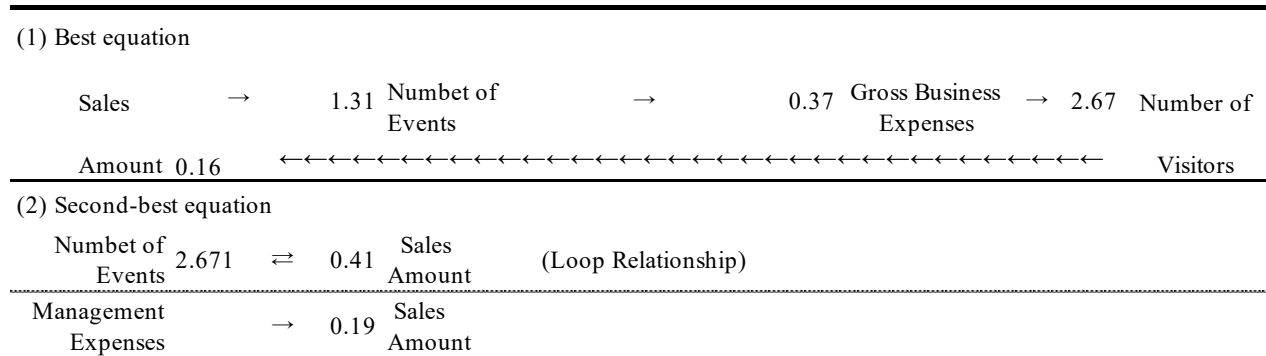 (1) Best equation
Sales → 1.31 Numbet of Events → 0.37 Gross Business Expenses → 2.67 Number of
Amount 0.16 ←←←←←←←←←←←←←←←←←←←←←←←←←←←←←←←←←← Visitors
(2) Second-best equation
Numbet of Events 2.671 ⇄ 0.41 Sales Amount (Loop Relationship)
Management Expenses → 0.19 Sales Amount